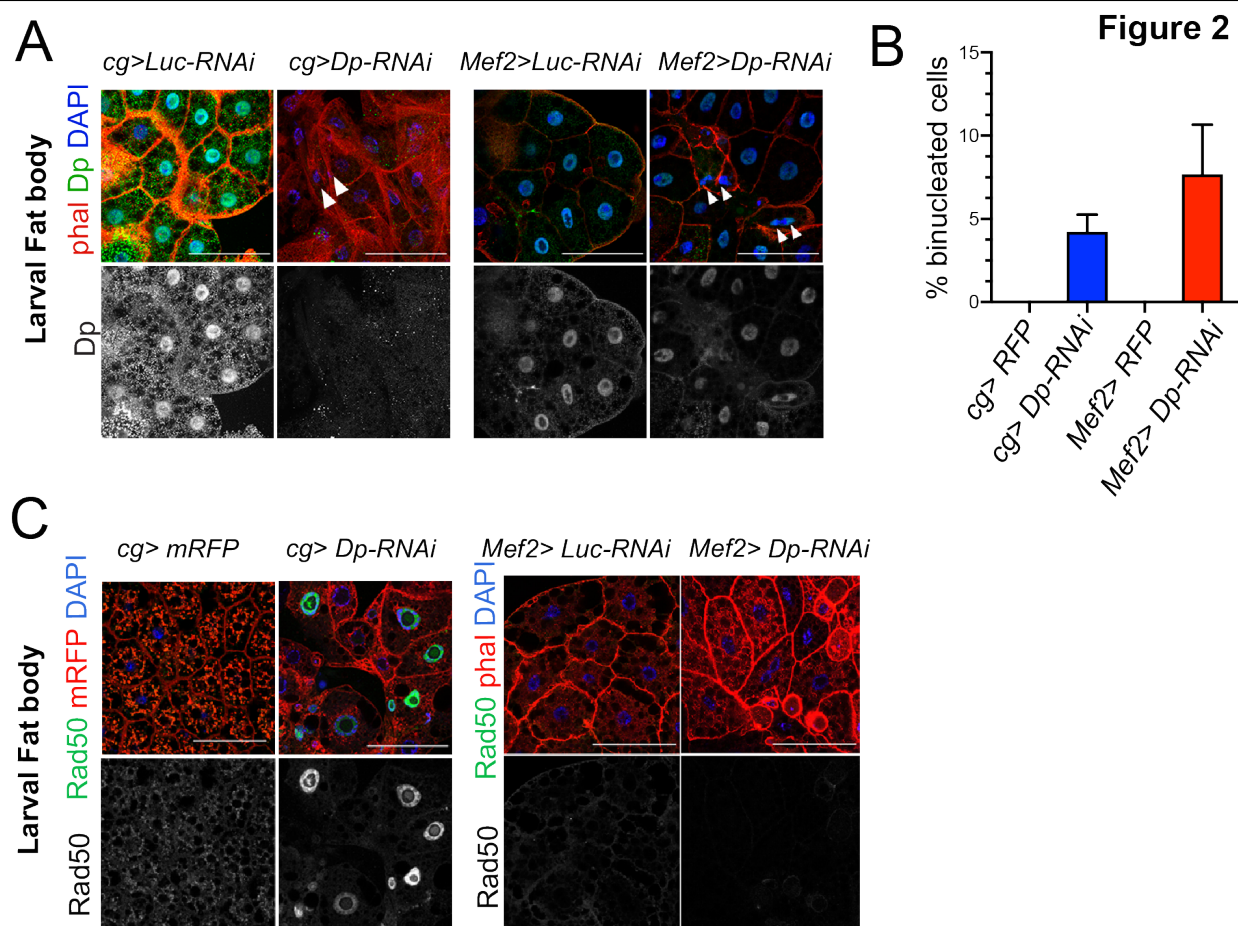 Figure 2
A
cg>Luc-RNAi cg>Dp-RNAi Mef2>Luc-RNAi Mef2>Dp-RNAi
Larval Fat body
phal Dp DAPI
Dp
B
% binucleated cells
15
10
5
0
cg> RFP
cg> Dp-RNAi
Mef2> RFP
Mef2> Dp-RNAi
C
cg> mRFP cg> Dp-RNAi Mef2> Luc-RNAi Mef2> Dp-RNAi
Larval Fat body
Rad50 mRFP DAPI
Rad50
Rad50 phal DAPI
Rad50